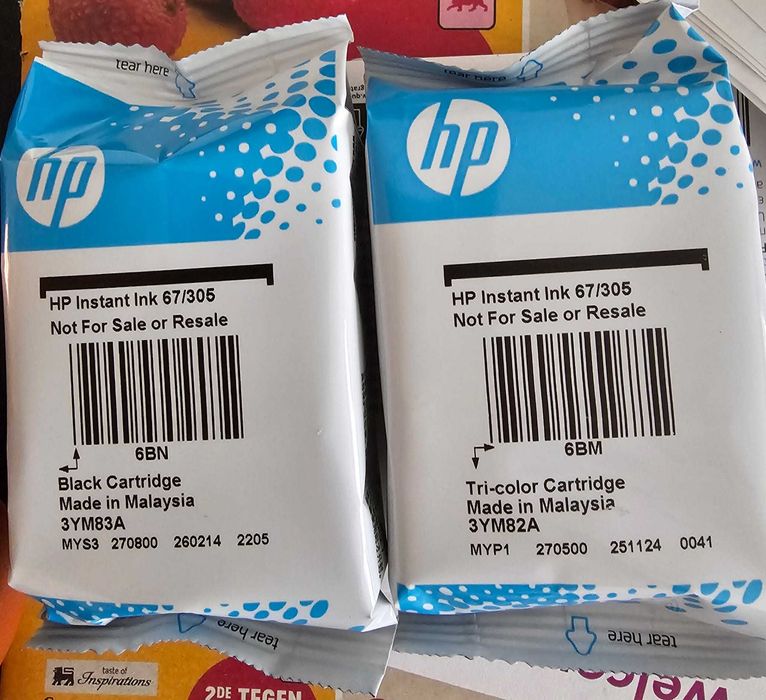 tear here
hp
HP Instant Ink 67/305
Not For Sale or Resale
6BN
Black Cartridge
Made in Malaysia
3YM83A
MYS3 270800 260214 2205
tear here
tear here
hp
HP Instant Ink 67/305
Not For Sale or Resale
6BM
Tri-color Cartridge
Made in Malaysia
3YM82A
MYP1 270500 251124 0041
tear here
taste of
Inspirations
2DE TEGEN